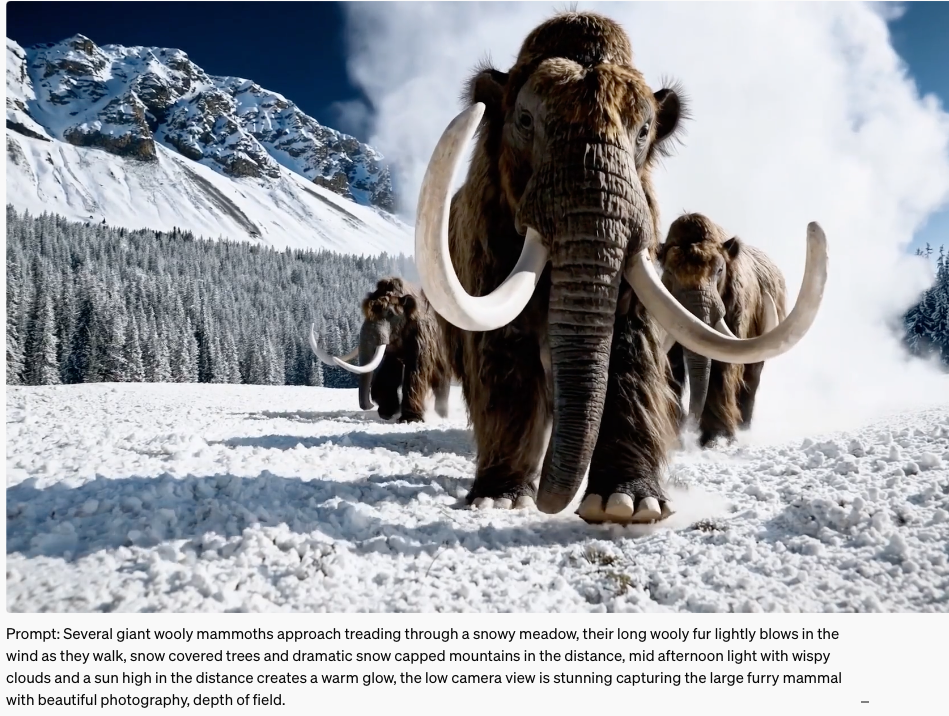 Prompt: Several giant wooly mammoths approach treading through a snowy meadow, their long wooly fur lightly blows in the
wind as they walk, snow covered trees and dramatic snow capped mountains in the distance, mid afternoon light with wispy
clouds and a sun high in the distance creates a warm glow, the low camera view is stunning capturing the large furry mammal
with beautiful photography, depth of field.